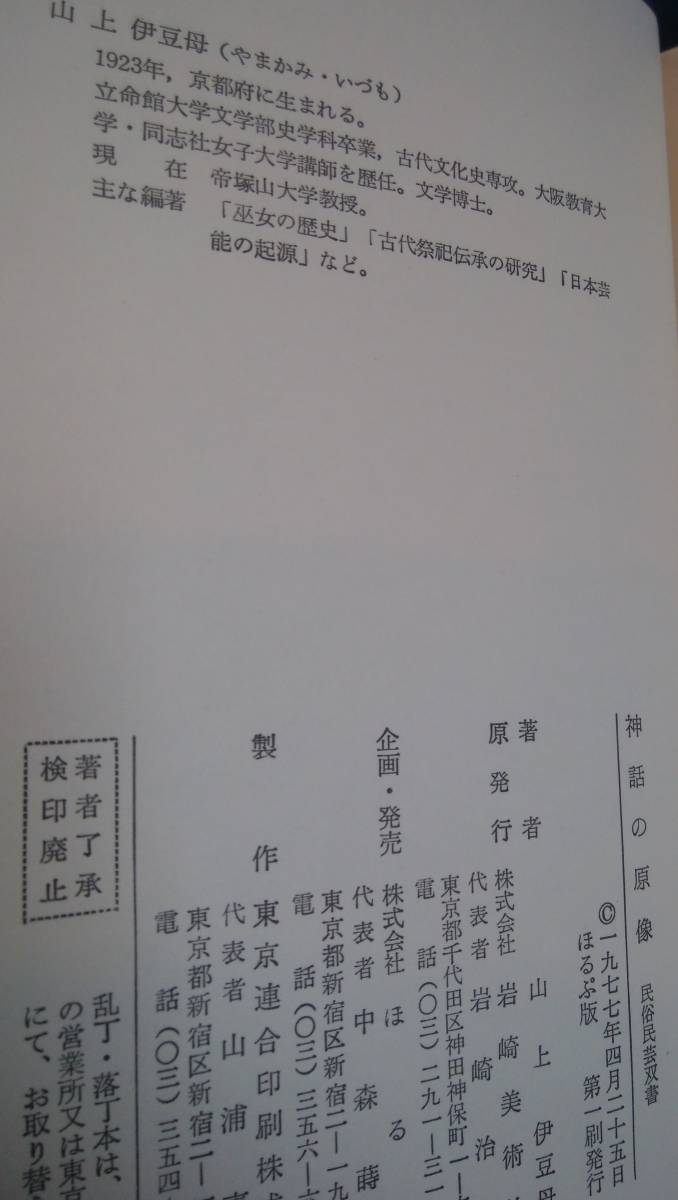 山上伊豆母（やまかみ・いづも）
1923年，京都府に生まれる。
立命館大学文学部史学科卒業，古代文化史専攻。大阪教育大
学・同志社女子大学講師を歴任。文学博士。
現　在　帝塚山大学教授。
主な編著　「巫女の歴史」「古代祭祀伝承の研究」「日本芸
能の起源」など。
神話の原像　民俗民芸双書
©一九七七年四月二十五日　第一刷発行
ほるぷ版
著者　山上伊豆母
原発行　株式会社　岩崎美術
代表者　岩崎治
東京都千代田区神田神保町一―
電話（〇三）二九一―三一
企画・発売　株式会社　ほるぷ
代表者　中森蒔
東京都新宿区新宿二―一九
電話（〇三）三五六―六
製作　東京連合印刷株式
代表者　山浦
東京都新宿区新宿二―
電話（〇三）三五四
著者了承
検印廃止
乱丁・落丁本は、
の営業所又は東京
にて、お取り替え